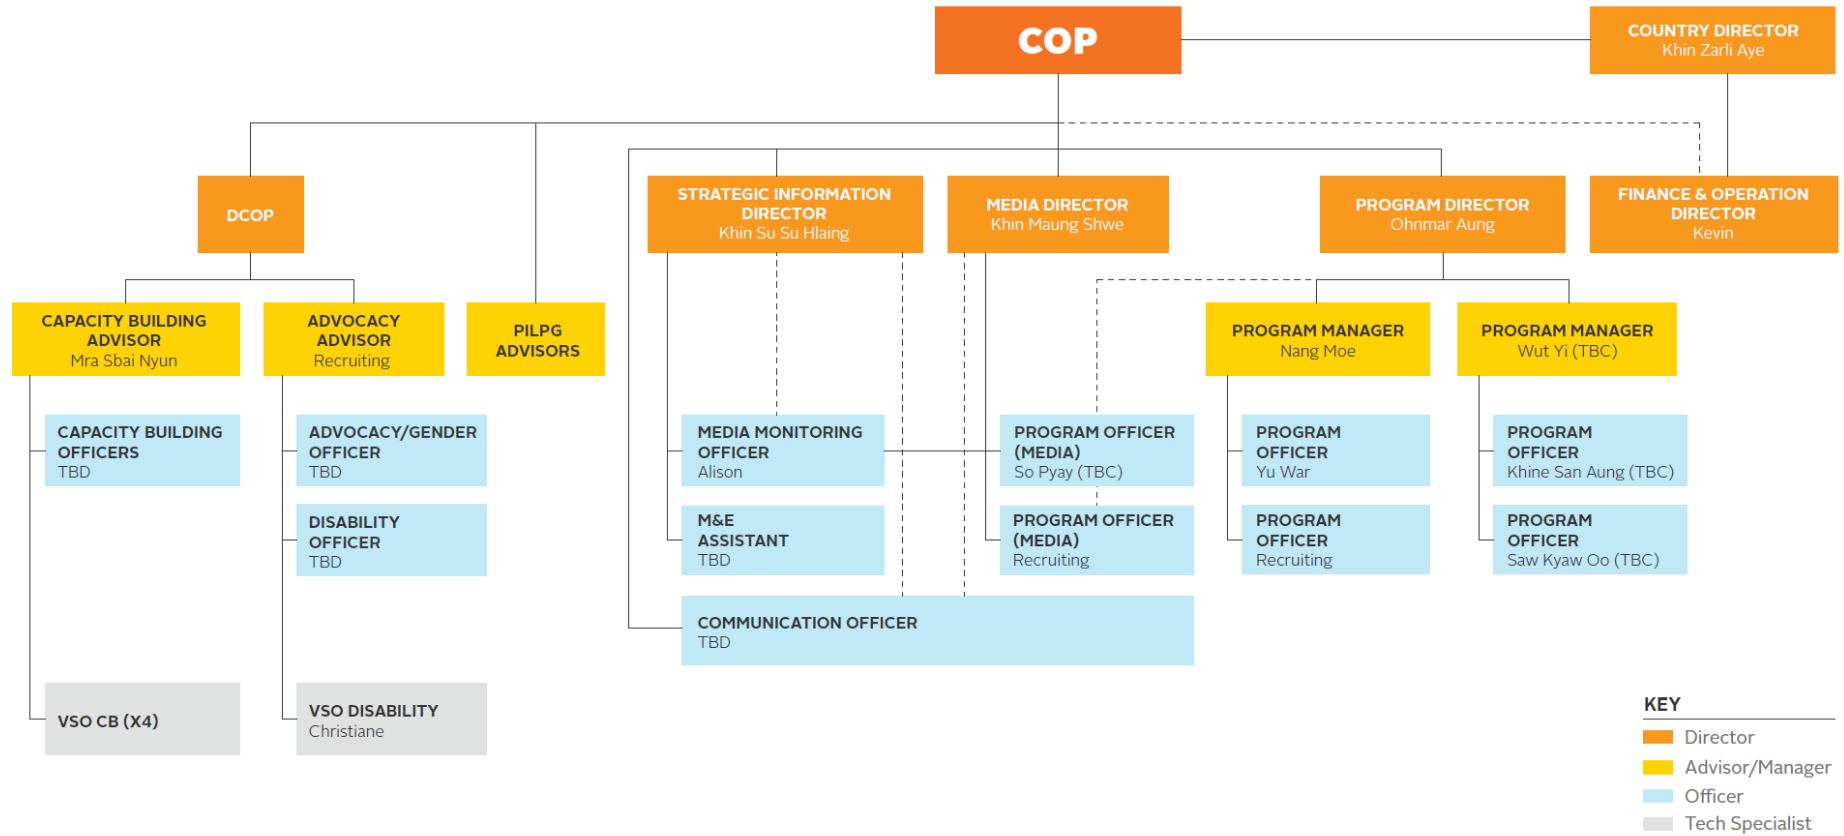 COP
COUNTRY DIRECTOR
Khin Zarli Aye
DCOP
STRATEGIC INFORMATION
DIRECTOR
Khin Su Su Hlaing
MEDIA DIRECTOR
Khin Maung Shwe
PROGRAM DIRECTOR
Ohnmar Aung
FINANCE & OPERATION
DIRECTOR
Kevin
CAPACITY BUILDING
ADVISOR
Mra Sbai Nyun
ADVOCACY
ADVISOR
Recruiting
PILPG
ADVISORS
PROGRAM MANAGER
Nang Moe
PROGRAM MANAGER
Wut Yi (TBC)
CAPACITY BUILDING
OFFICERS
TBD
ADVOCACY/GENDER
OFFICER
TBD
MEDIA MONITORING
OFFICER
Alison
PROGRAM OFFICER
(MEDIA)
So Pyay (TBC)
PROGRAM
OFFICER
Yu War
PROGRAM
OFFICER
Khine San Aung (TBC)
DISABILITY
OFFICER
TBD
M&E
ASSISTANT
TBD
PROGRAM OFFICER
(MEDIA)
Recruiting
PROGRAM
OFFICER
Recruiting
PROGRAM
OFFICER
Saw Kyaw Oo (TBC)
COMMUNICATION OFFICER
TBD
VSO CB (X4)
VSO DISABILITY
Christiane
KEY
Director
Advisor/Manager
Officer
Tech Specialist